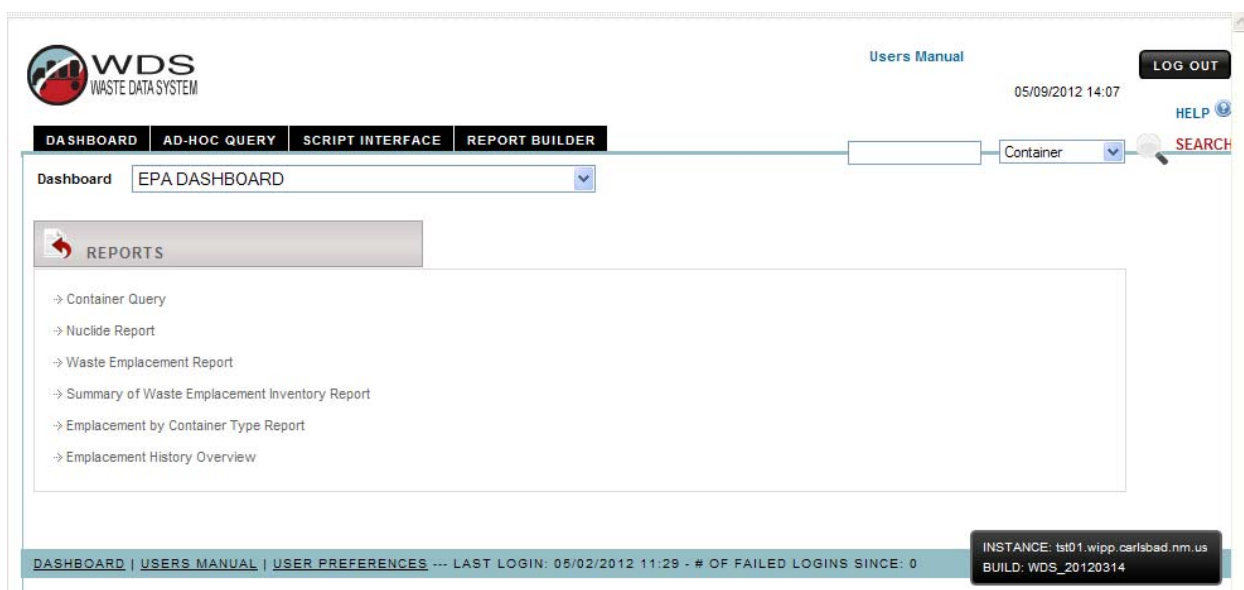 WDS
WASTE DATA SYSTEM
Users Manual
LOG OUT
05/09/2012 14:07
HELP
DASHBOARD AD-HOC QUERY SCRIPT INTERFACE REPORT BUILDER
Container
SEARCH
Dashboard EPA DASHBOARD
REPORTS
Container Query
Nuclide Report
Waste Emplacement Report
Summary of Waste Emplacement Inventory Report
Emplacement by Container Type Report
Emplacement History Overview
DASHBOARD | USERS MANUAL | USER PREFERENCES --- LAST LOGIN: 05/02/2012 11:29 - # OF FAILED LOGINS SINCE: 0
INSTANCE: tst01.wipp.carlsbad.nm.us
BUILD: WDS_20120314